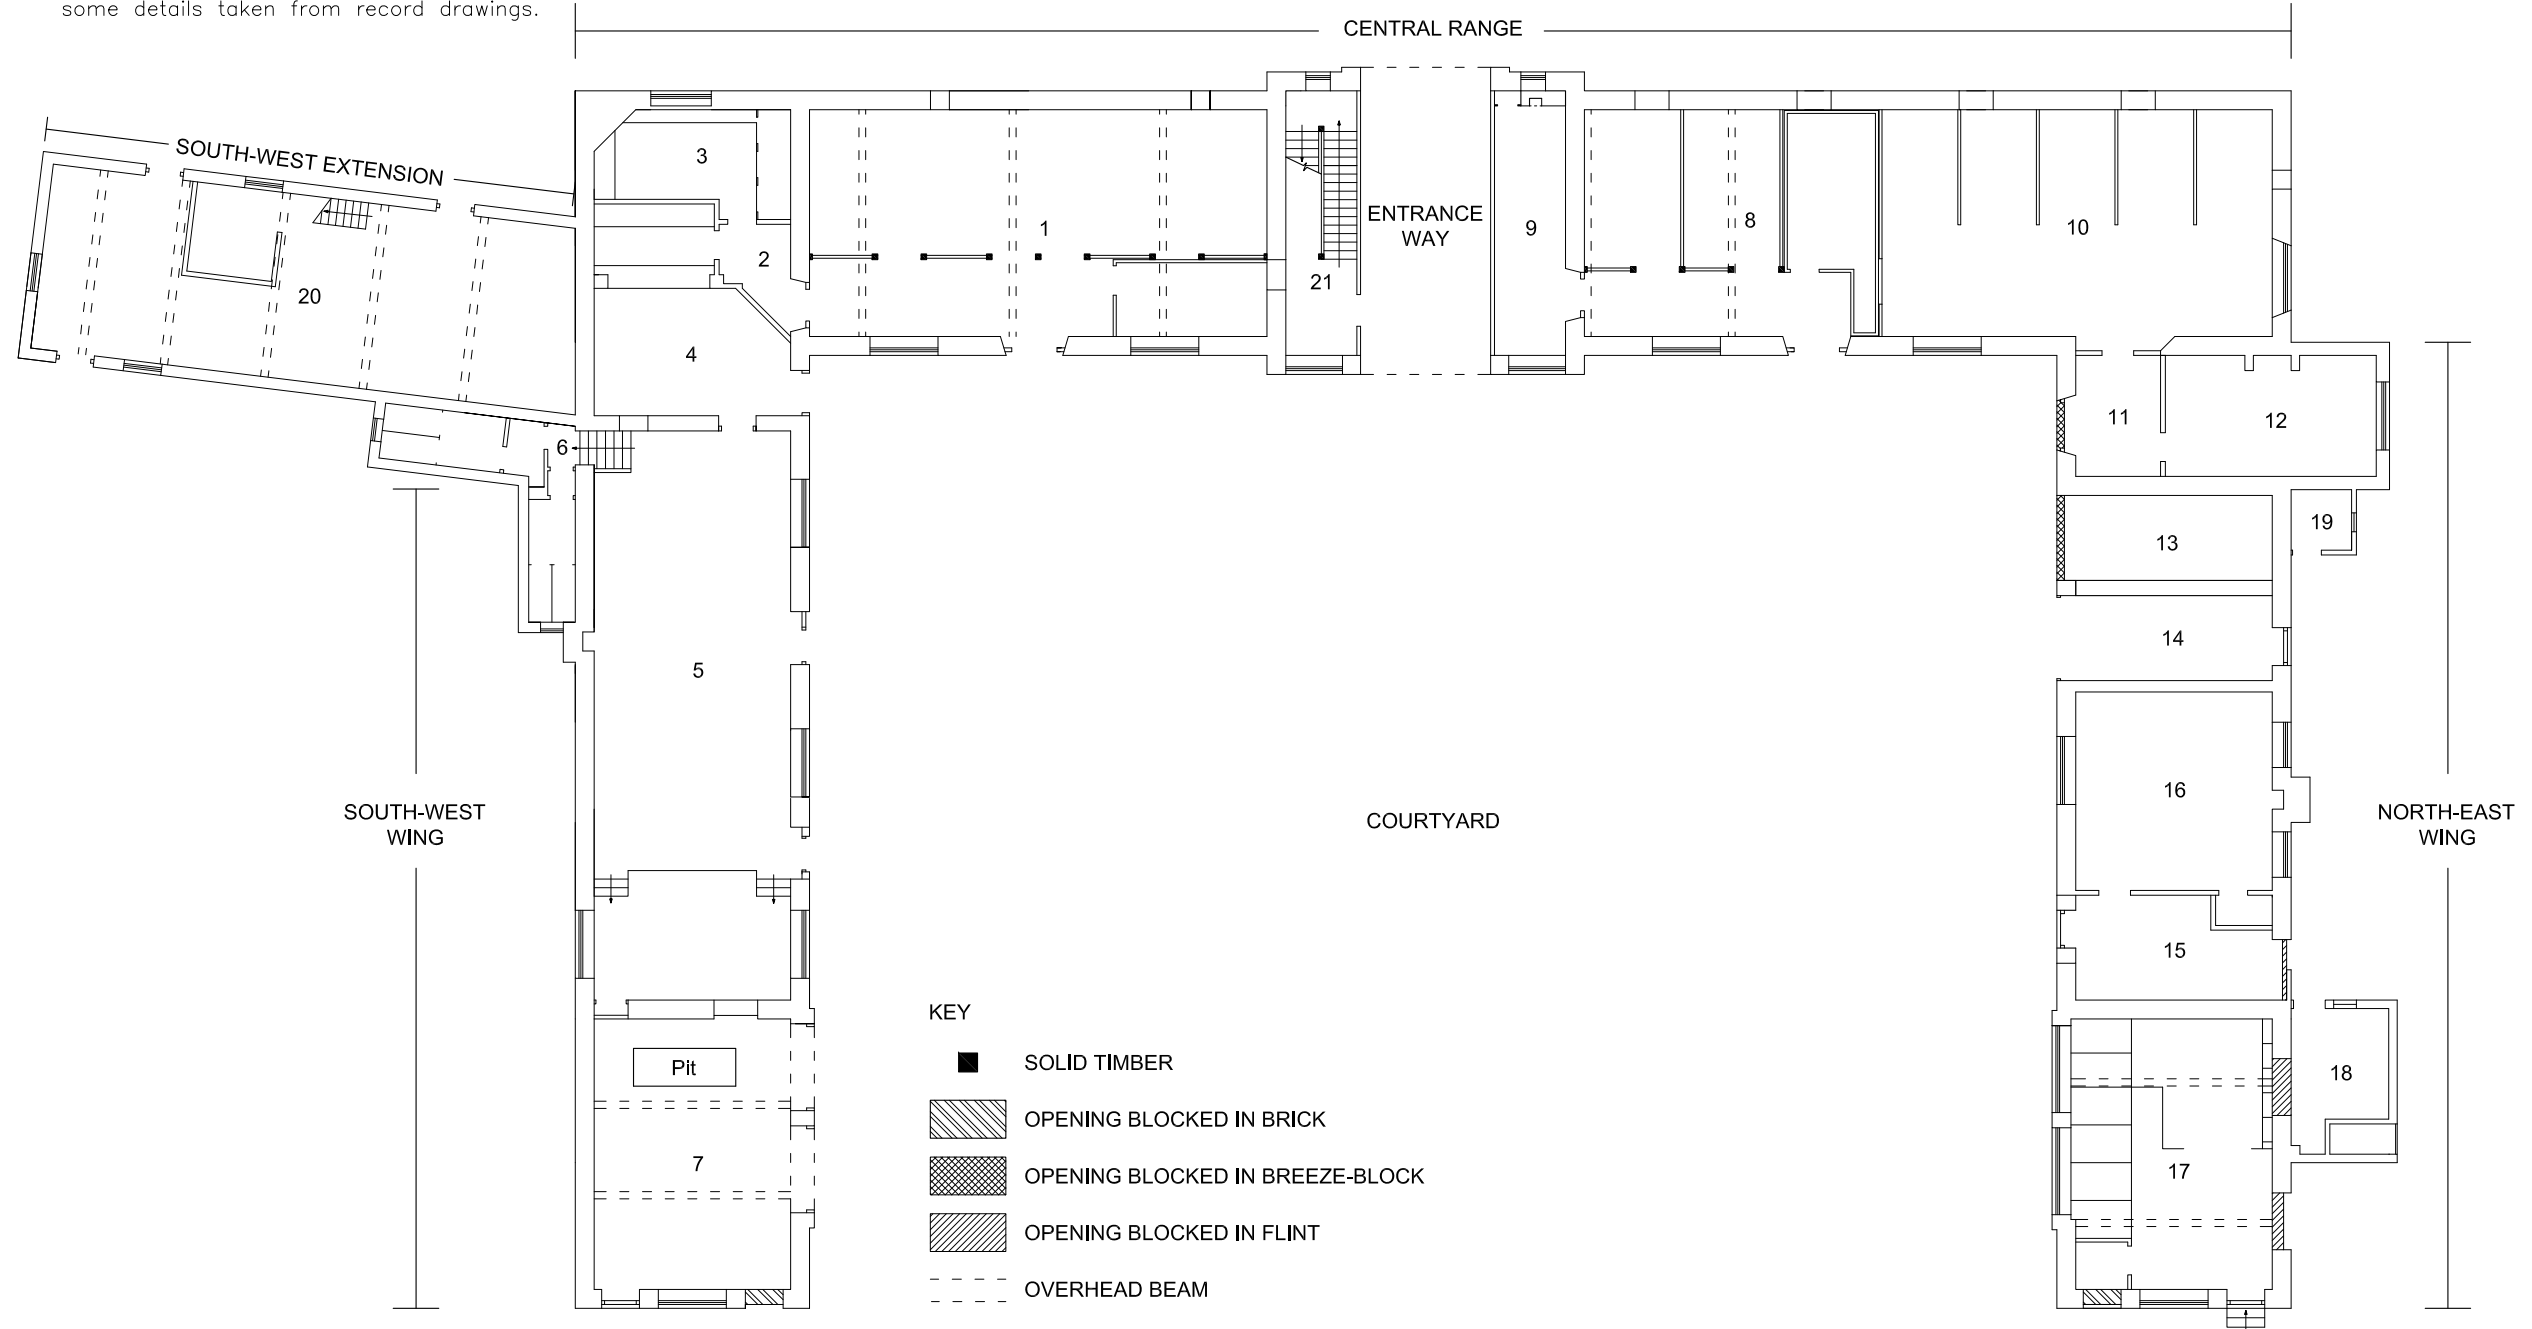 some details taken from record drawings.
CENTRAL RANGE
SOUTH-WEST EXTENSION
ENTRANCE
WAY
3
1
2
4
20
6
21
9
8
10
11
12
13
19
14
5
16
SOUTH-WEST
WING
COURTYARD
NORTH-EAST
WING
15
18
17
Pit
7
KEY
SOLID TIMBER
OPENING BLOCKED IN BRICK
OPENING BLOCKED IN BREEZE-BLOCK
OPENING BLOCKED IN FLINT
OVERHEAD BEAM